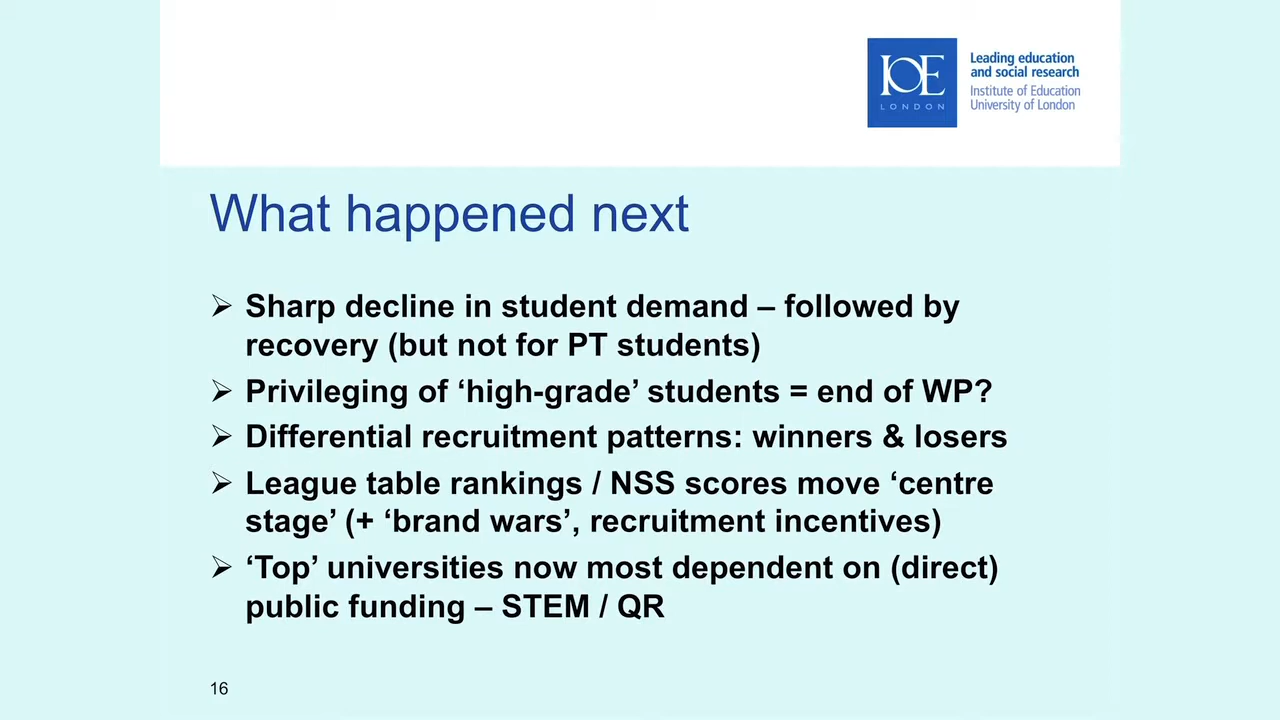 IOE
LONDON
Leading education
and social research
Institute of Education
University of London
What happened next
➢ Sharp decline in student demand – followed by
recovery (but not for PT students)
➢ Privileging of ‘high-grade’ students = end of WP?
➢ Differential recruitment patterns: winners & losers
➢ League table rankings / NSS scores move ‘centre
stage’ (+ ‘brand wars’, recruitment incentives)
➢ ‘Top’ universities now most dependent on (direct)
public funding – STEM / QR
16